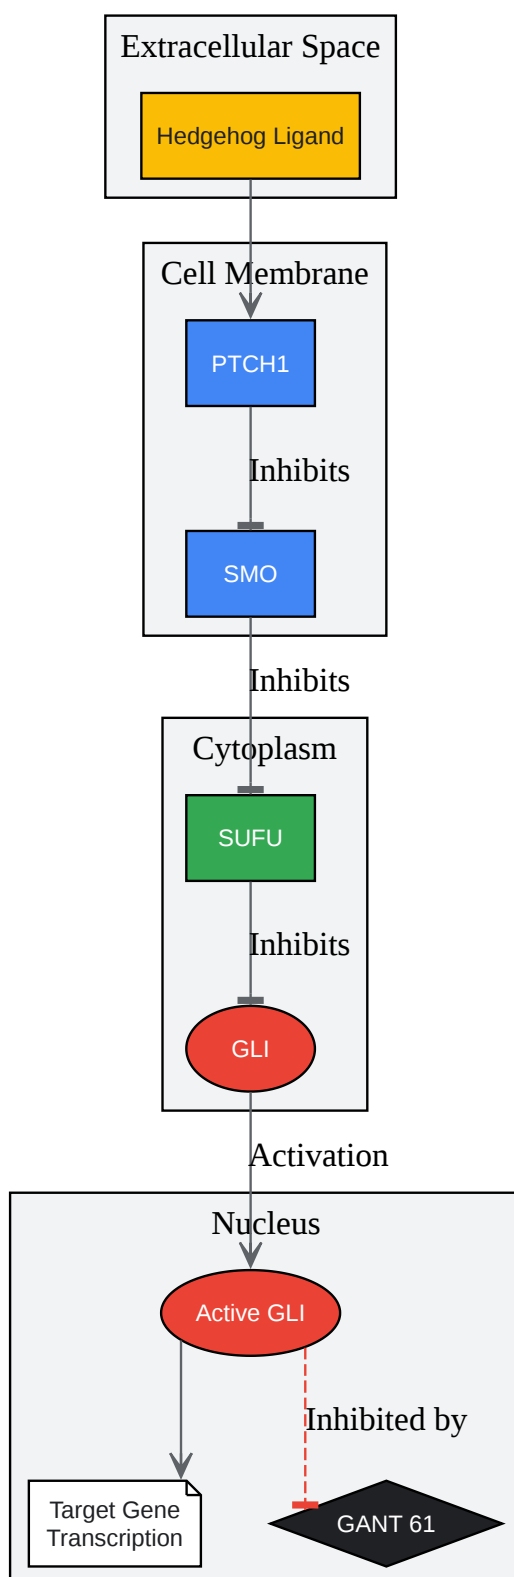 Extracellular Space
Hedgehog Ligand
Cell Membrane
PTCH1
Inhibits
SMO
Inhibits
Cytoplasm
SUFU
Inhibits
GLI
Activation
Nucleus
Active GLI
Inhibited by
Target Gene
Transcription
GANT 61